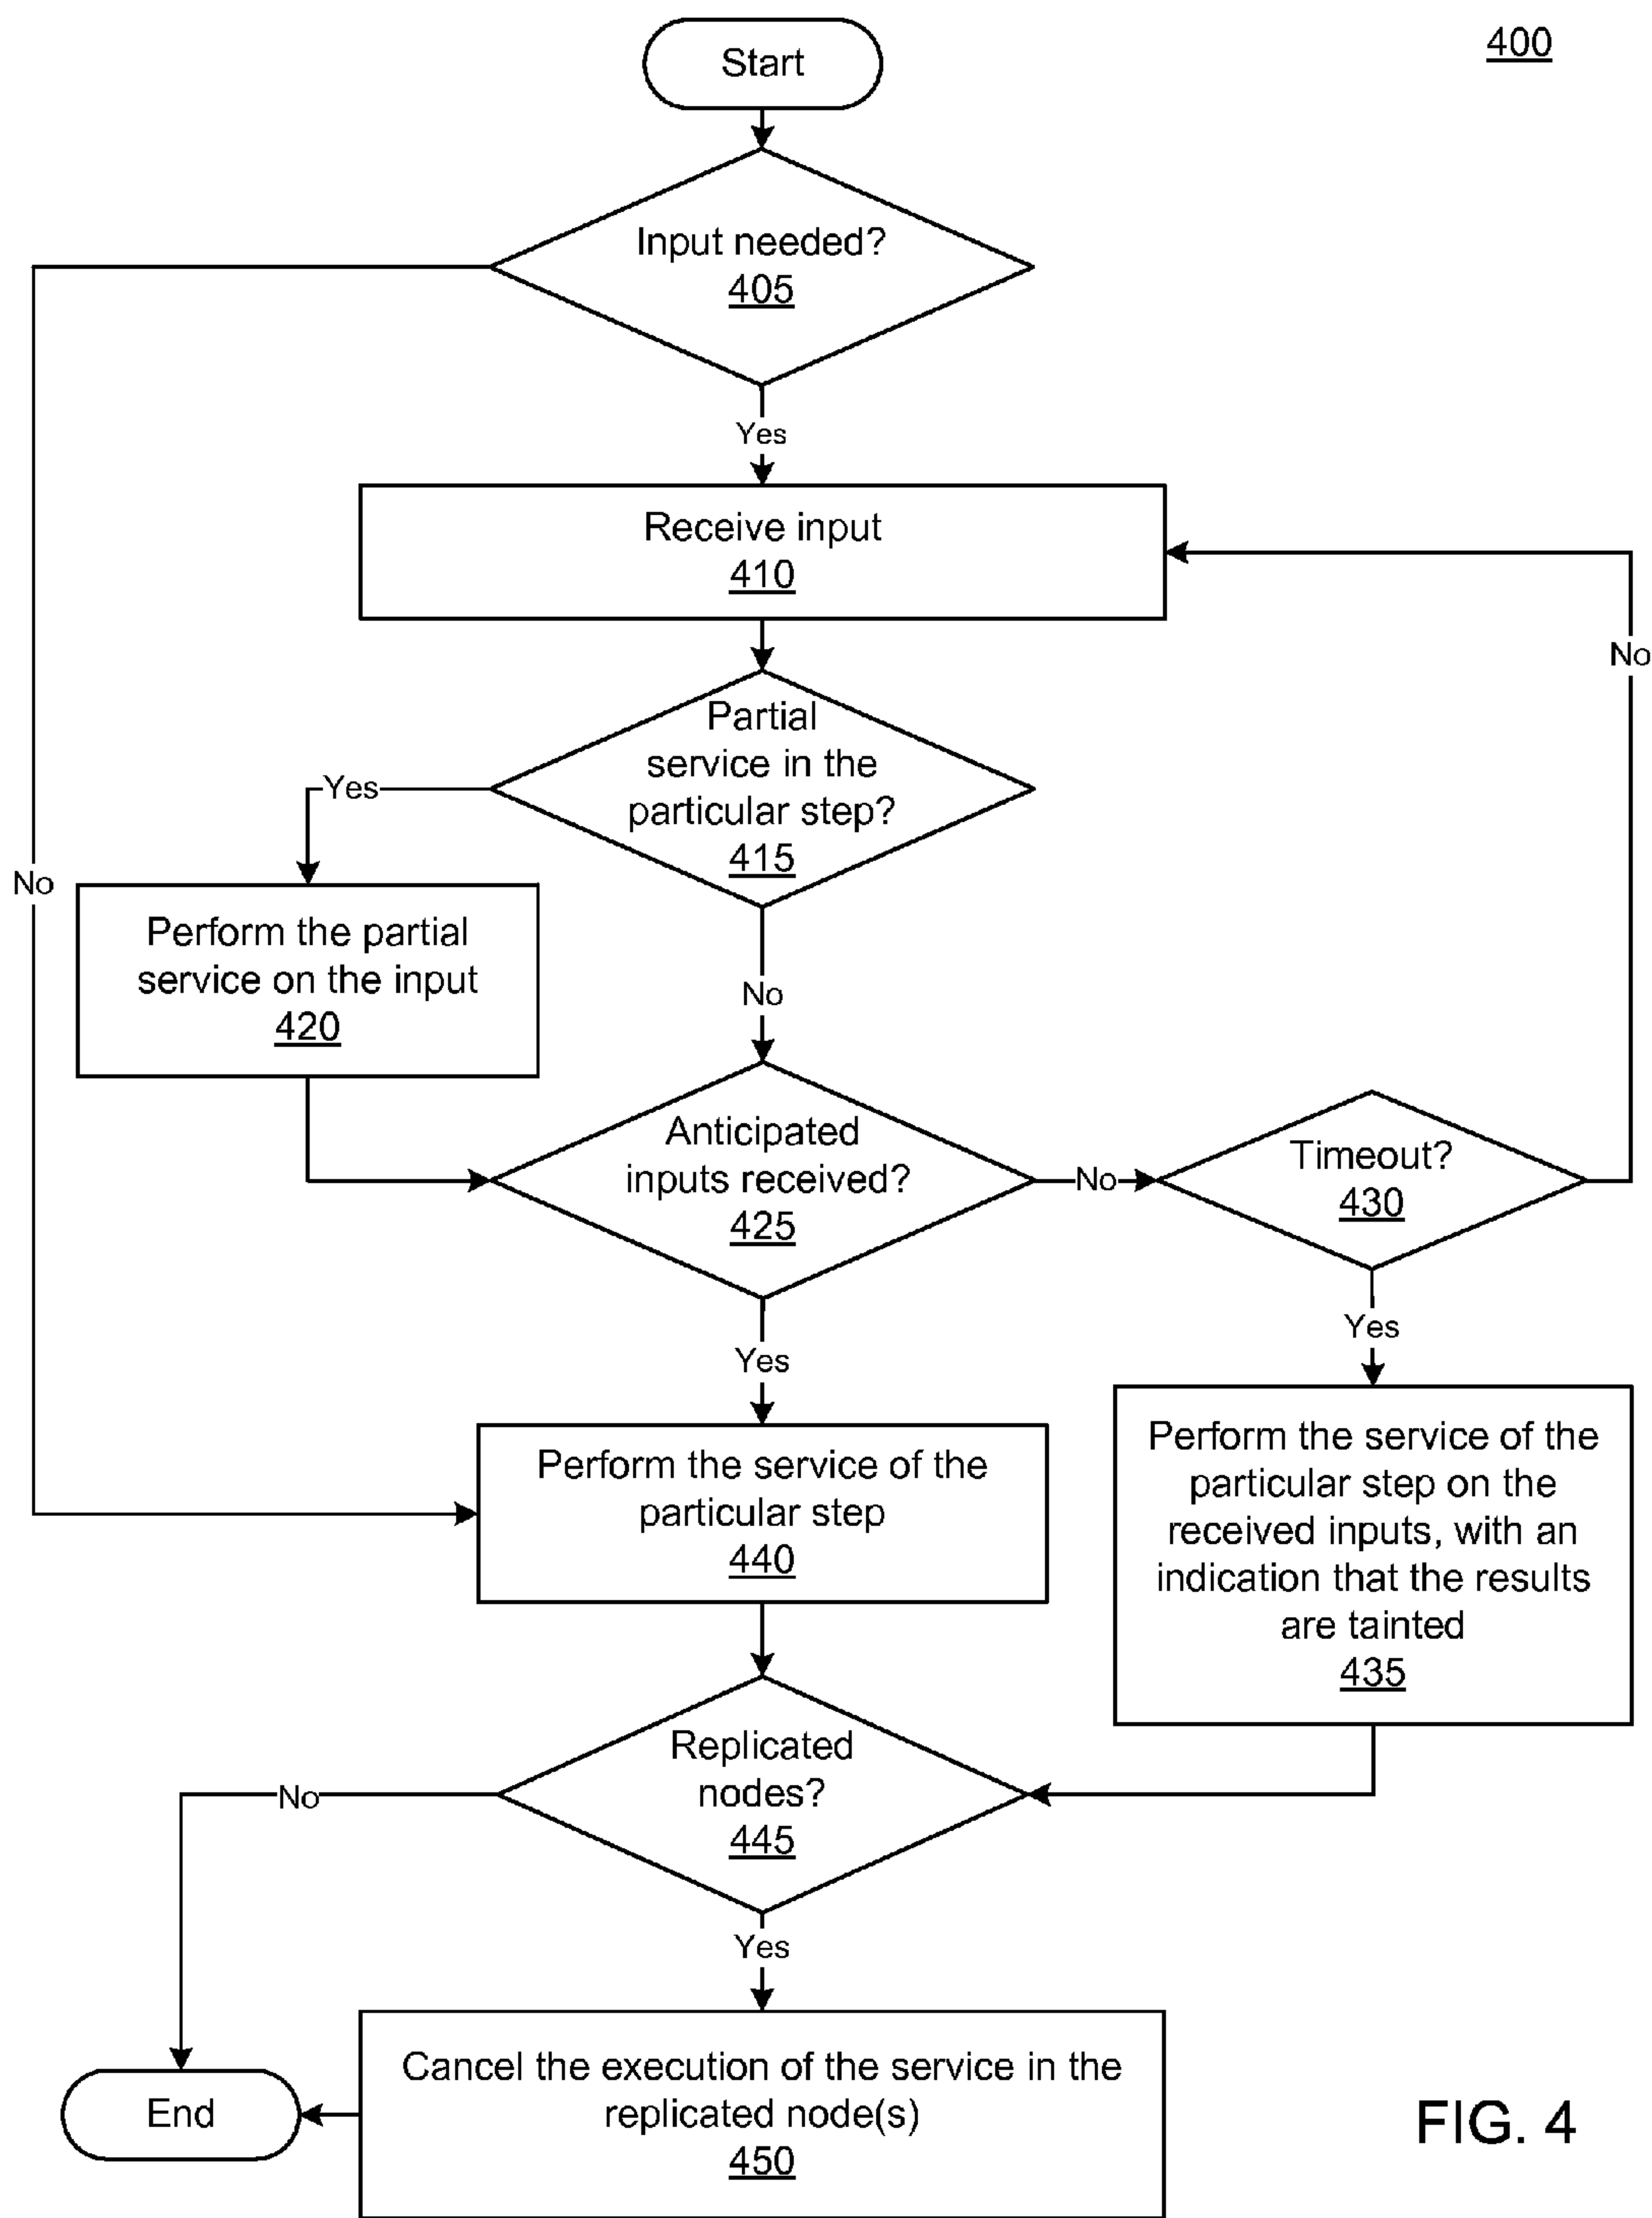 400
Start
Input needed?
405
Yes
Receive input
410
No
Partial
service in the
particular step?
415
Yes
No
Perform the partial
service on the input
420
No
Anticipated
inputs received?
425
No
Timeout?
430
Yes
Yes
Perform the service of the
particular step
440
Perform the service of the
particular step on the
received inputs, with an
indication that the results
are tainted
435
Replicated
nodes?
445
No
Yes
Cancel the execution of the service in the
replicated node(s)
450
End
FIG. 4